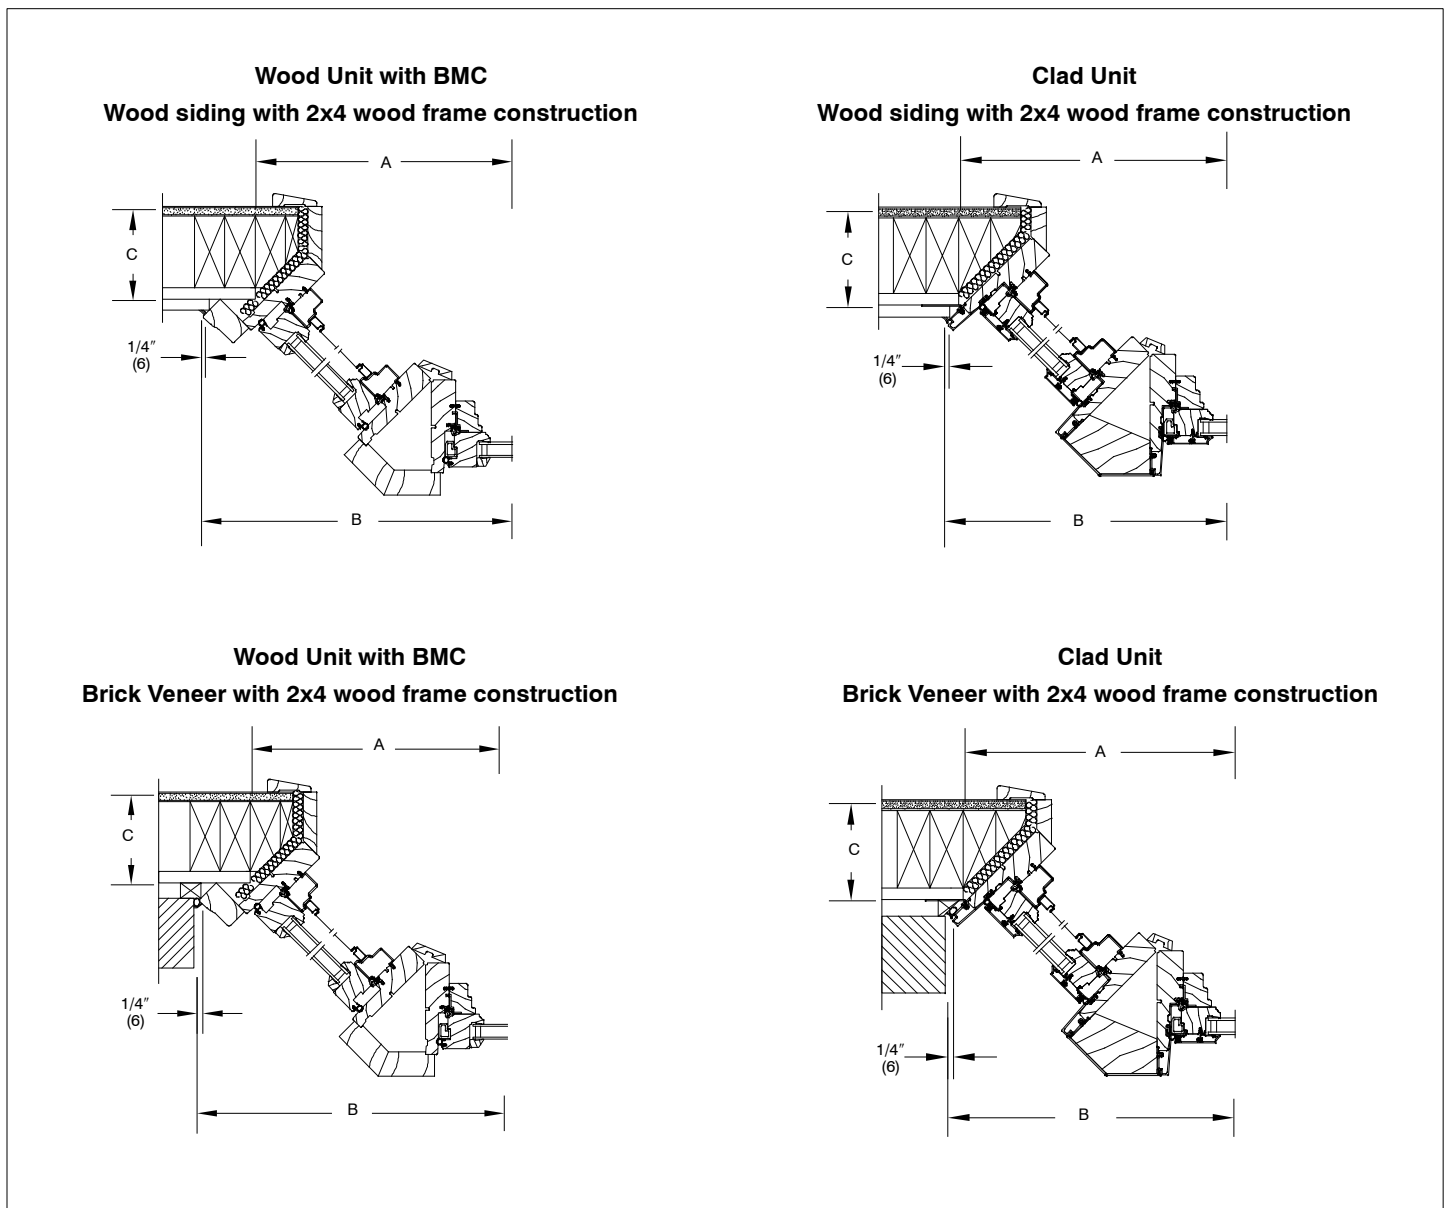 Wood Unit with BMC
Wood siding with 2x4 wood frame construction
A
C
1/4″
(6)
B
Clad Unit
Wood siding with 2x4 wood frame construction
A
C
1/4″
(6)
B
Wood Unit with BMC
Brick Veneer with 2x4 wood frame construction
A
C
1/4″
(6)
B
Clad Unit
Brick Veneer with 2x4 wood frame construction
A
C
1/4″
(6)
B